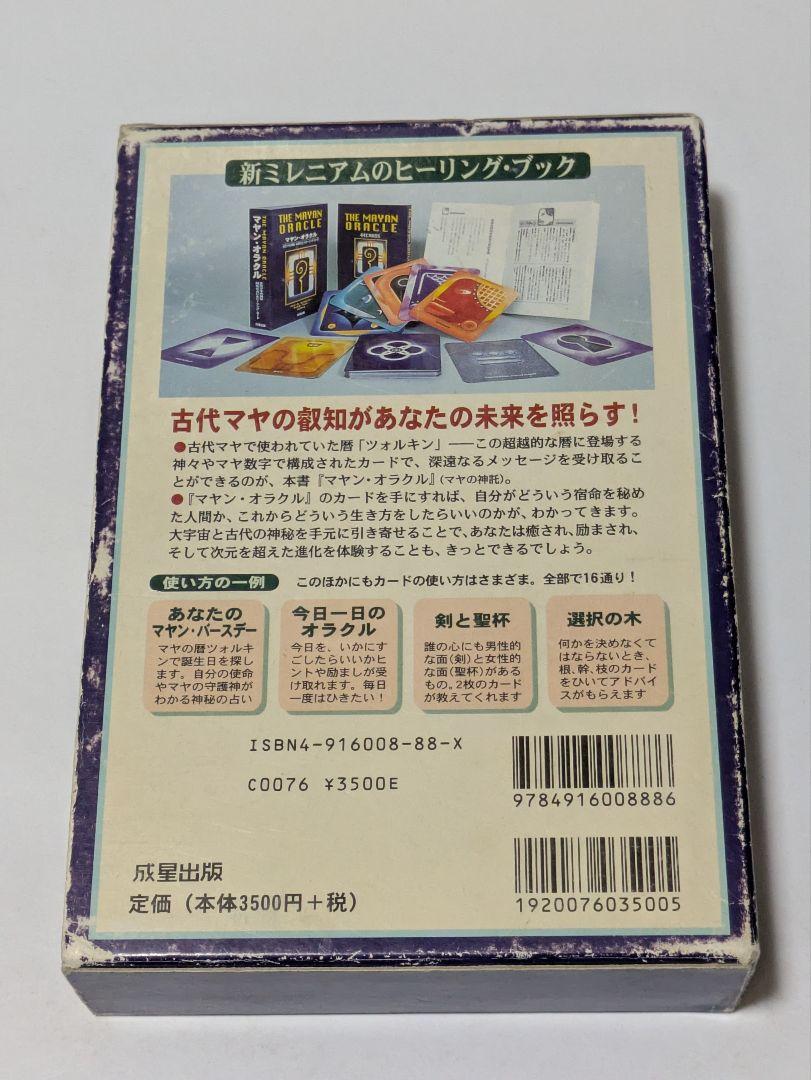 新ミレニアムのヒーリング・ブック
THE MAYAN ORACLE
マヤン・オラクル
THE MAYAN
ORACLE
マヤン・オラクル
THE MAYAN
ORACLE
古代マヤの叡知があなたの未来を照らす!
●古代マヤで使われていた暦「ツォルキン」――この超越的な暦に登場する
神々やマヤ数字で構成されたカードで、深遠なるメッセージを受け取るこ
とができるのが、本書『マヤン・オラクル』(マヤの神託)。
●『マヤン・オラクル』のカードを手にすれば、自分がどういう宿命を秘め
た人間か、これからどういう生き方をしたらいいのかが、わかってきます。
大宇宙と古代の神秘を手元に引き寄せることで、あなたは癒され、励まされ、
そして次元を超えた進化を体験することも、きっとできるでしょう。
使い方の一例
このほかにもカードの使い方はさまざま。全部で16通り!
あなたの
マヤン・バースデー
マヤの暦ツォルキ
ンで誕生日を探し
ます。自分の使命
やマヤの守護神が
わかる神秘の占い
今日一日の
オラクル
今日を、いかにす
ごしたらいいかヒ
ントや励ましが受
け取れます。毎日
一度はひきたい!
剣と聖杯
誰の心にも男性的
な面(剣)と女性的
な面(聖杯)がある
もの。2枚のカード
が教えてくれます
選択の木
何かを決めなくて
はならないとき、
根、幹、枝のカード
をひいてアドバイ
スがもらえます
ISBN4-916008-88-X
C0076 ¥3500E
9784916008886
1920076035005
成星出版
定価(本体3500円+税)